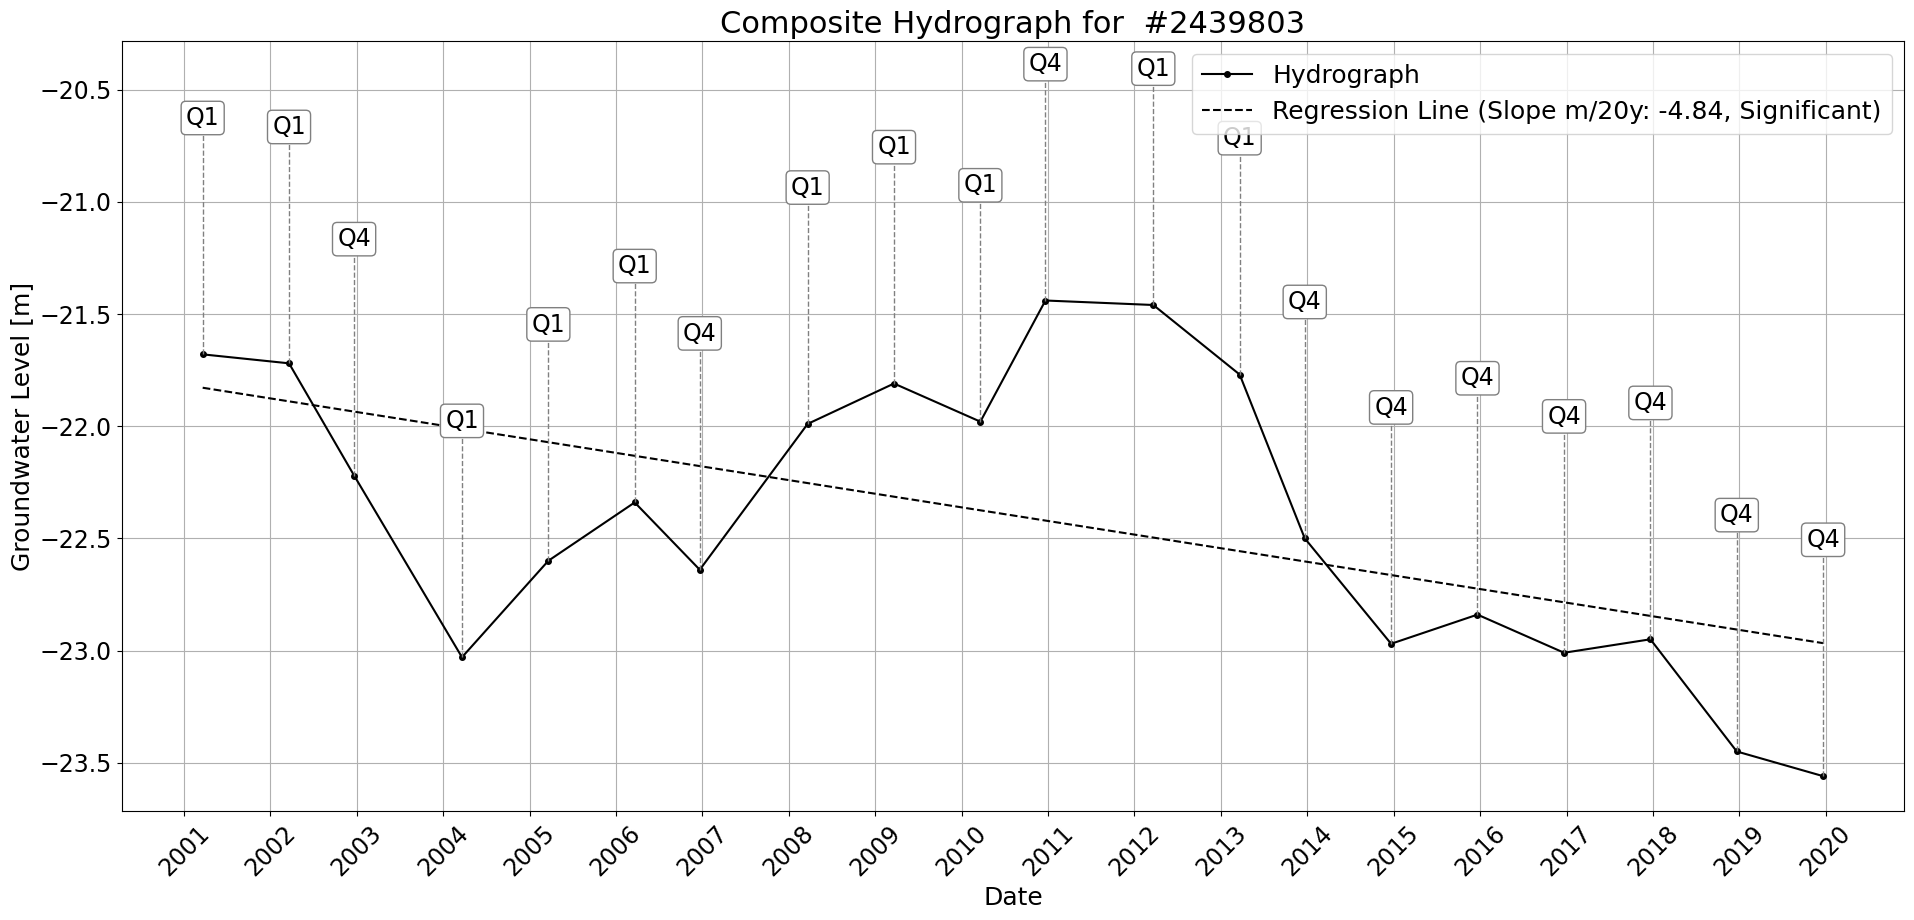 Composite Hydrograph for  #2439803
Hydrograph
Regression Line (Slope m/20y: -4.84, Significant)
Groundwater Level [m]
−20.5
−21.0
−21.5
−22.0
−22.5
−23.0
−23.5
Q1
Q1
Q4
Q1
Q1
Q1
Q4
Q1
Q1
Q1
Q4
Q1
Q1
Q4
Q4
Q4
Q4
Q4
Q4
Q4
2001
2002
2003
2004
2005
2006
2007
2008
2009
2010
2011
2012
2013
2014
2015
2016
2017
2018
2019
2020
Date